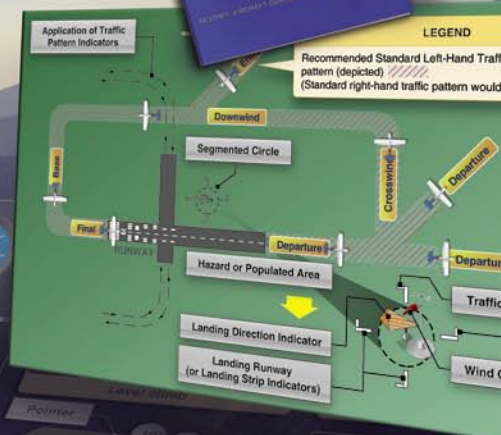 Application of Traffic
Pattern Indicators
LEGEND
Recommended Standard Left-Hand Traff
pattern (depicted)
(Standard right-hand traffic pattern would
Downwind
Segmented Circle
Base
Crosswind
Departure
Final
RUNWAY
Departure
Departur
Hazard or Populated Area
Traffic
Landing Direction Indicator
Landing Runway
(or Landing Strip Indicators)
Wind C
Level climb
Pointer